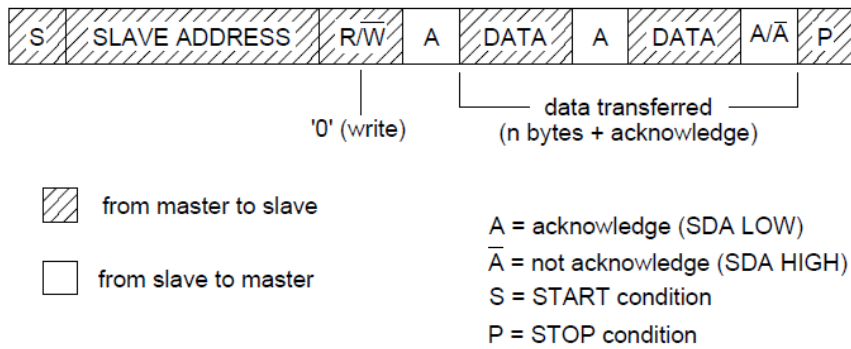 S SLAVE ADDRESS R/W̅ A DATA A DATA A/A̅ P
'0' (write)
data transferred
(n bytes + acknowledge)
from master to slave
from slave to master
A = acknowledge (SDA LOW)
A̅ = not acknowledge (SDA HIGH)
S = START condition
P = STOP condition